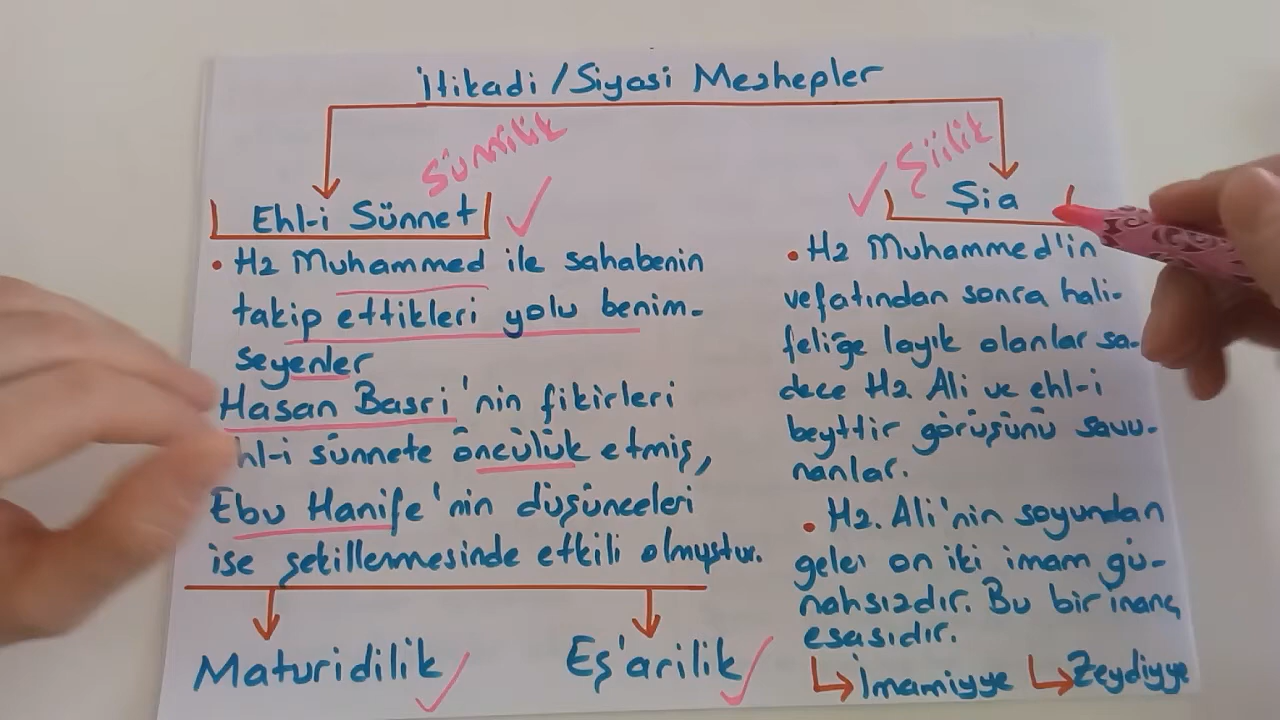 İtikadi / Siyasi Mezhepler
Sünnilik
Ehl-i Sünnet
• Hz Muhammed ile sahabenin
takip ettikleri yolu benim-
seyenler
Hasan Basri'nin fikirleri
hl-i sünnete öncülük etmiş,
Ebu Hanife'nin düşünceleri
ise şekillenmesinde etkili olmuştur.
Maturidilik
Eş'arilik
Şiilik
Şia
• Hz Muhammed'in
vefatından sonra hali-
feliğe layık olanlar sa-
dece Hz. Ali ve ehl-i
beyttir görüşünü savu-
nanlar.
• Hz. Ali'nin soyundan
gelen on iki imam gü-
nahsızdır. Bu bir inanç
esasıdır.
İmamiyye
Zeydiyye